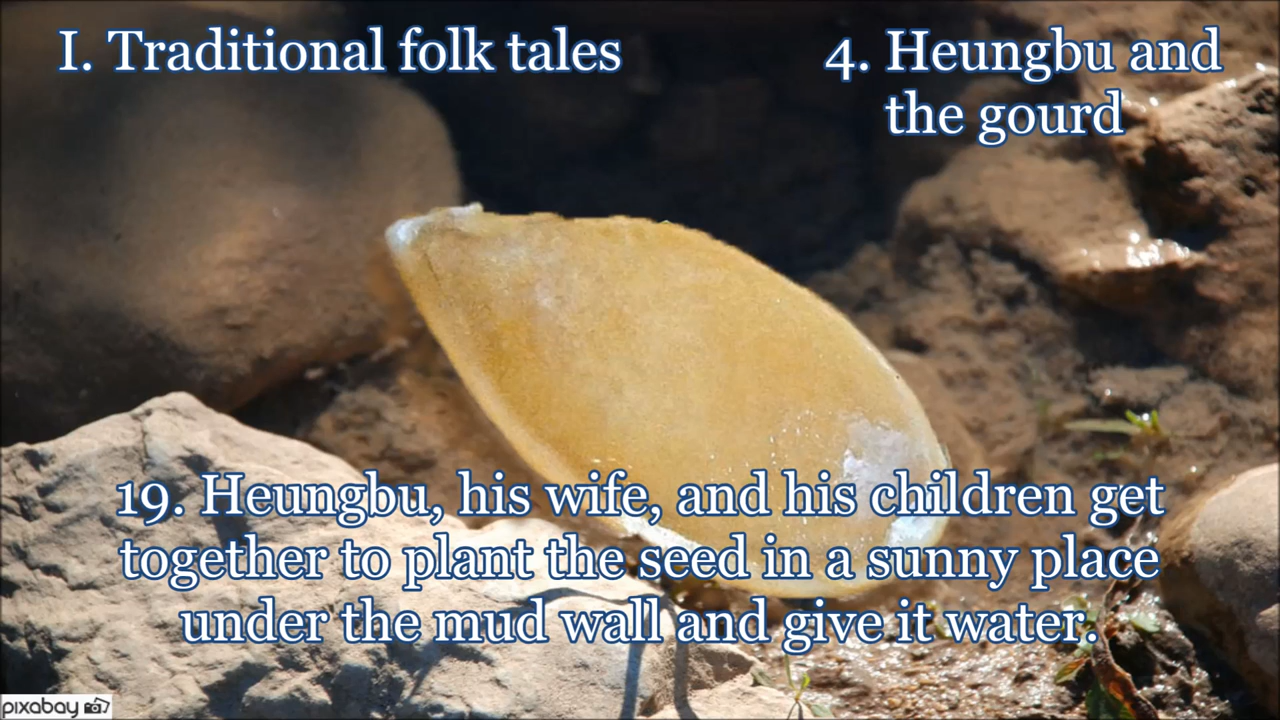 I. Traditional folk tales
4. Heungbu and
the gourd
19. Heungbu, his wife, and his children get
together to plant the seed in a sunny place
under the mud wall and give it water.
pixabay